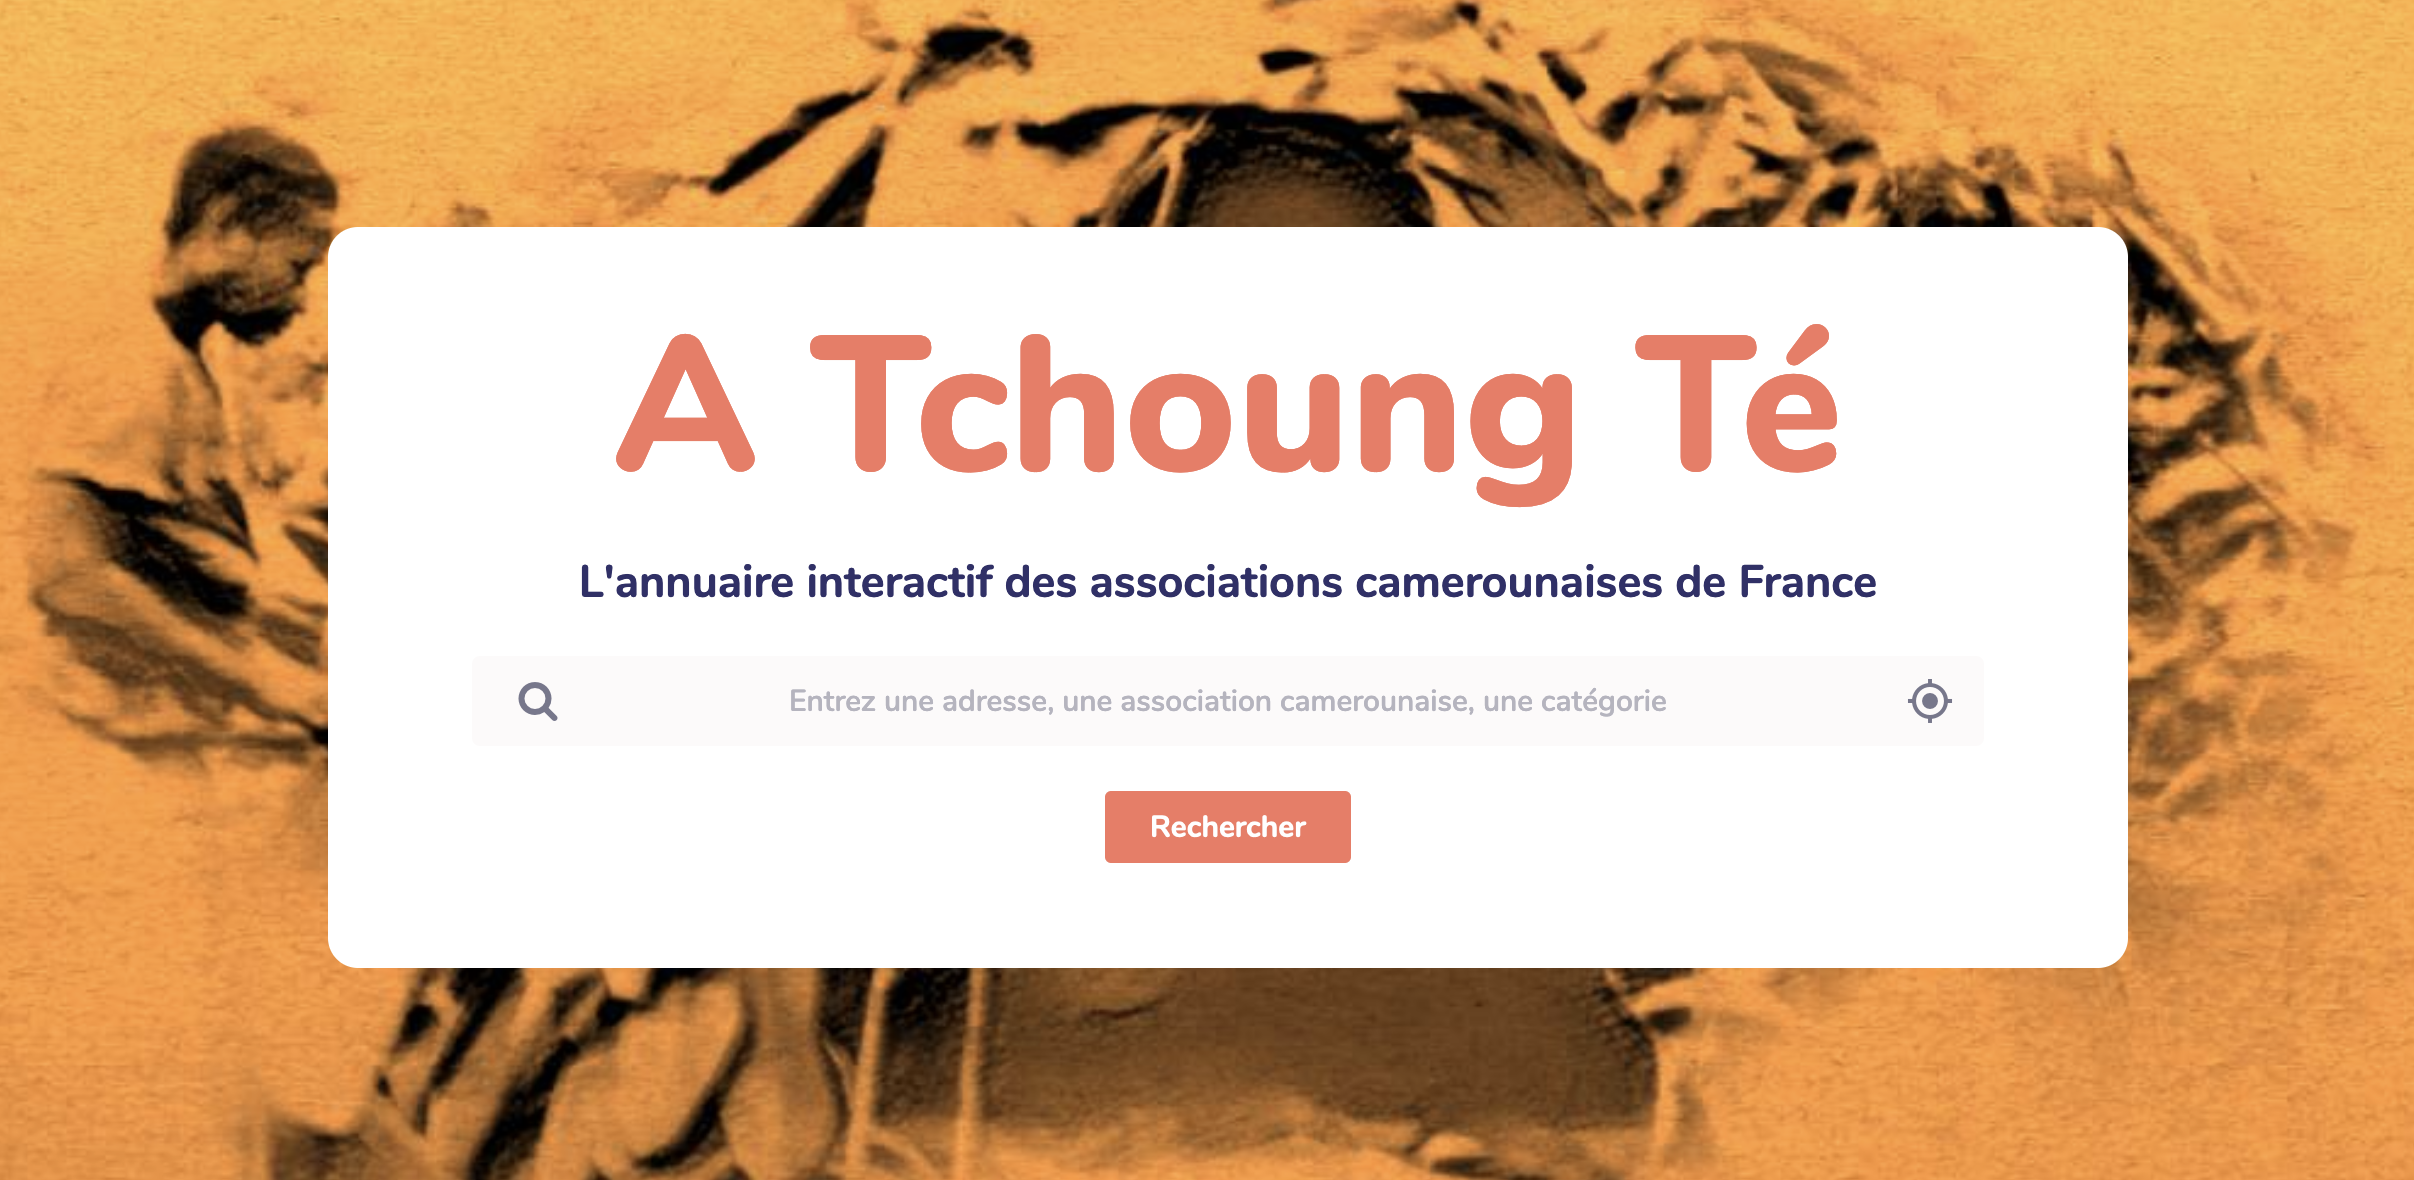 A Tchoung Té
L'annuaire interactif des associations camerounaises de France
Entrez une adresse, une association camerounaise, une catégorie
Rechercher